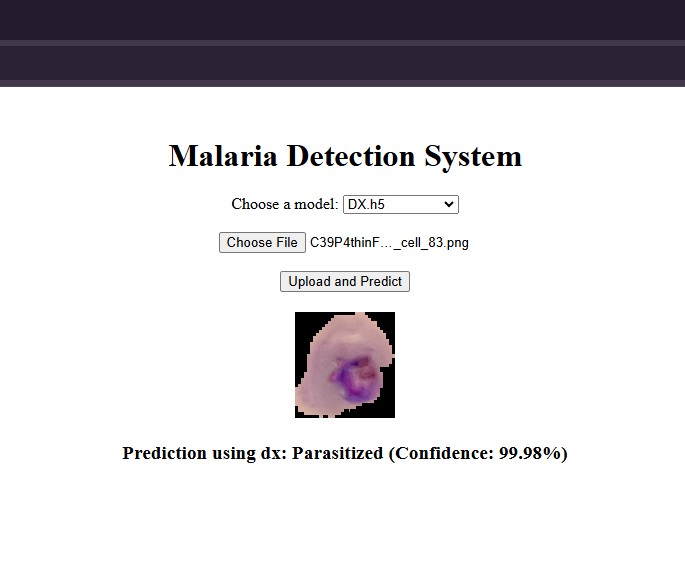 Malaria Detection System
Choose a model: DX.h5
Choose File C39P4thinF…_cell_83.png
Upload and Predict
Prediction using dx: Parasitized (Confidence: 99.98%)